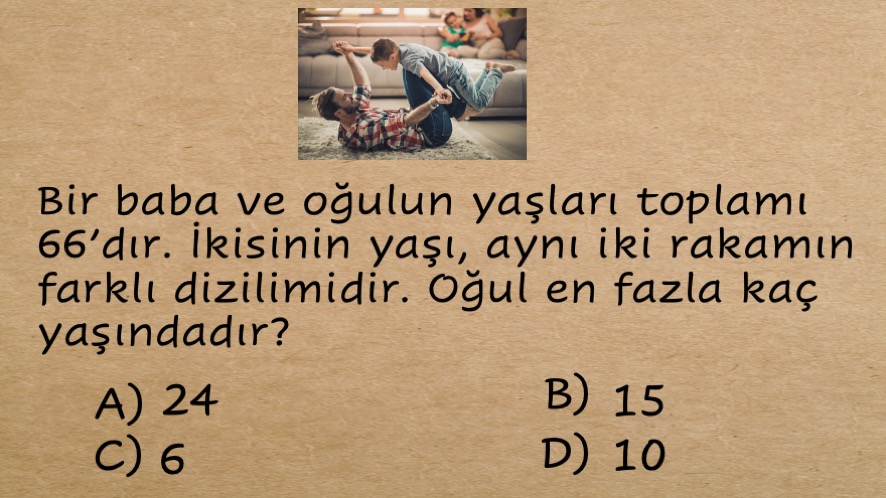 Bir baba ve oğulun yaşları toplamı
66'dır. İkisinin yaşı, aynı iki rakamın
farklı dizilimidir. Oğul en fazla kaç
yaşındadır?
A) 24
B) 15
C) 6
D) 10